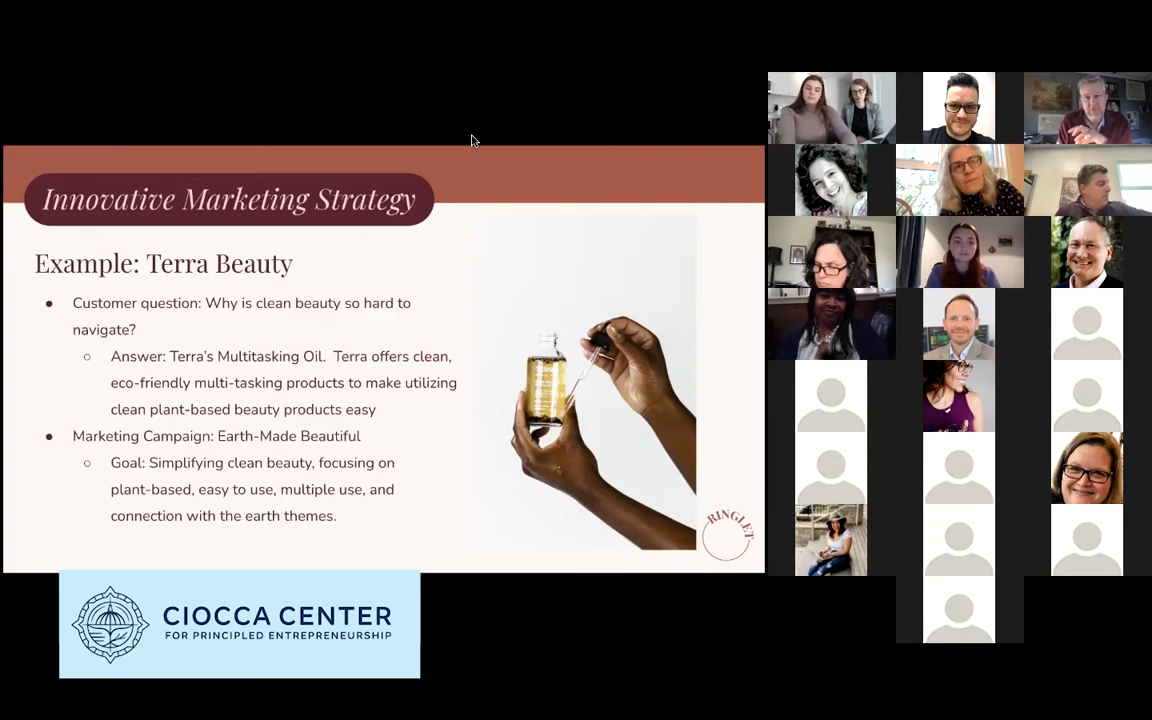 Innovative Marketing Strategy
Example: Terra Beauty
● Customer question: Why is clean beauty so hard to
navigate?
○ Answer: Terra's Multitasking Oil. Terra offers clean,
eco-friendly multi-tasking products to make utilizing
clean plant-based beauty products easy
● Marketing Campaign: Earth-Made Beautiful
○ Goal: Simplifying clean beauty, focusing on
plant-based, easy to use, multiple use, and
connection with the earth themes.
RINGLET
CIOCCA CENTER
FOR PRINCIPLED ENTREPRENEURSHIP